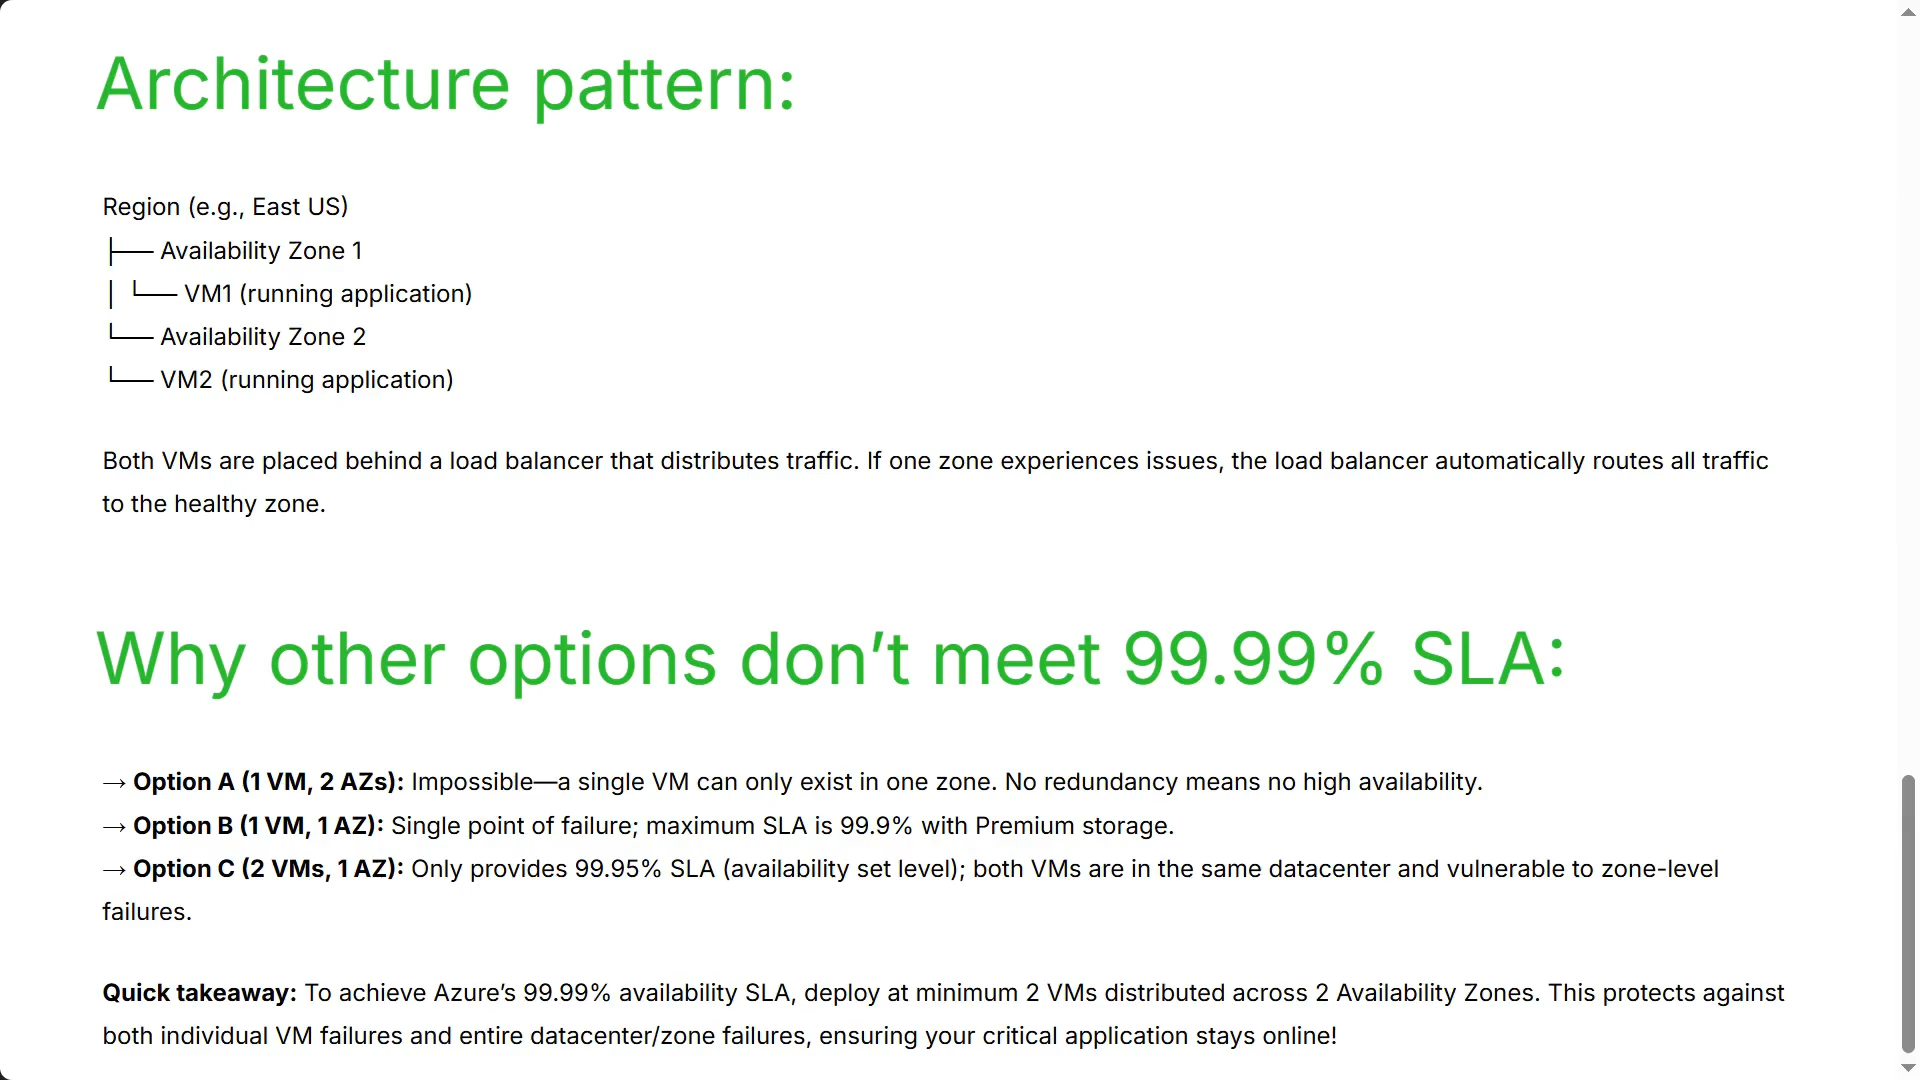 Architecture pattern:
Region (e.g., East US)
├── Availability Zone 1
│ └── VM1 (running application)
└── Availability Zone 2
└── VM2 (running application)
Both VMs are placed behind a load balancer that distributes traffic. If one zone experiences issues, the load balancer automatically routes all traffic
to the healthy zone.
Why other options don’t meet 99.99% SLA:
→ Option A (1 VM, 2 AZs): Impossible—a single VM can only exist in one zone. No redundancy means no high availability.
→ Option B (1 VM, 1 AZ): Single point of failure; maximum SLA is 99.9% with Premium storage.
→ Option C (2 VMs, 1 AZ): Only provides 99.95% SLA (availability set level); both VMs are in the same datacenter and vulnerable to zone-level
failures.
Quick takeaway: To achieve Azure’s 99.99% availability SLA, deploy at minimum 2 VMs distributed across 2 Availability Zones. This protects against
both individual VM failures and entire datacenter/zone failures, ensuring your critical application stays online!